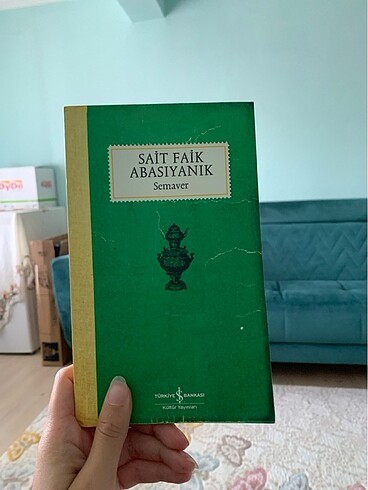 SAİT FAİK
ABASIYANIK
Semaver
TÜRKİYE İŞ BANKASI
Kültür Yayınları